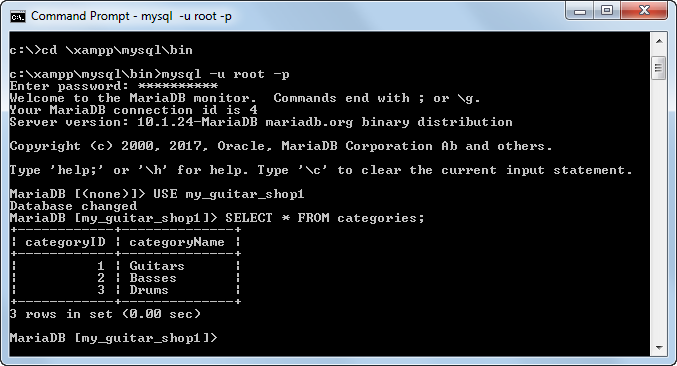 Command Prompt - mysql -u root -p
c:\>cd \xampp\mysql\bin
c:\xampp\mysql\bin>mysql -u root -p
Enter password: **********
Welcome to the MariaDB monitor.  Commands end with ; or \g.
Your MariaDB connection id is 4
Server version: 10.1.24-MariaDB mariadb.org binary distribution
Copyright (c) 2000, 2017, Oracle, MariaDB Corporation Ab and others.
Type 'help;' or '\h' for help. Type '\c' to clear the current input statement.
MariaDB [(none)]> USE my_guitar_shop1
Database changed
MariaDB [my_guitar_shop1]> SELECT * FROM categories;
+------------+--------------+
| categoryID | categoryName |
+------------+--------------+
|          1 | Guitars      |
|          2 | Basses       |
|          3 | Drums        |
+------------+--------------+
3 rows in set (0.00 sec)
MariaDB [my_guitar_shop1]>